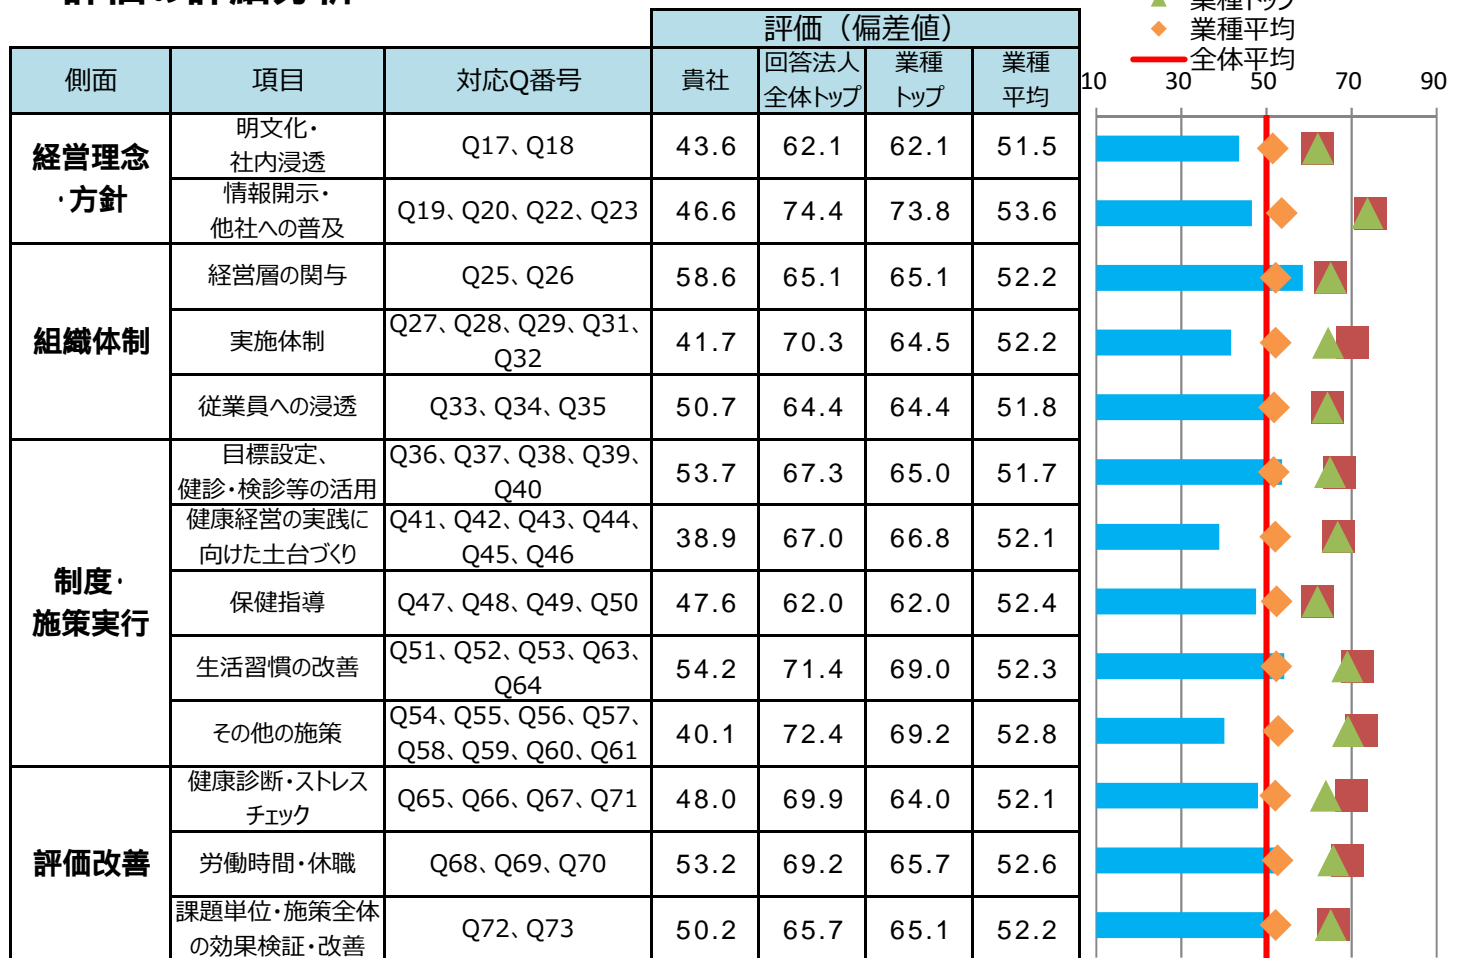 評価の詳細分析
業種トップ
業種平均
全体平均
評価（偏差値）
側面 項目 対応Q番号 貴社 回答法人 全体トップ 業種 トップ 業種 平均
10 30 50 70 90
経営理念
・方針
明文化・
社内浸透
Q17、Q18 43.6 62.1 62.1 51.5
情報開示・
他社への普及
Q19、Q20、Q22、Q23 46.6 74.4 73.8 53.6
組織体制
経営層の関与 Q25、Q26 58.6 65.1 65.1 52.2
実施体制
Q27、Q28、Q29、Q31、
Q32
41.7 70.3 64.5 52.2
従業員への浸透 Q33、Q34、Q35 50.7 64.4 64.4 51.8
制度・
施策実行
目標設定、
健診・検診等の活用
Q36、Q37、Q38、Q39、
Q40
53.7 67.3 65.0 51.7
健康経営の実践に
向けた土台づくり
Q41、Q42、Q43、Q44、
Q45、Q46
38.9 67.0 66.8 52.1
保健指導 Q47、Q48、Q49、Q50 47.6 62.0 62.0 52.4
生活習慣の改善
Q51、Q52、Q53、Q63、
Q64
54.2 71.4 69.0 52.3
その他の施策
Q54、Q55、Q56、Q57、
Q58、Q59、Q60、Q61
40.1 72.4 69.2 52.8
評価改善
健康診断・ストレス
チェック
Q65、Q66、Q67、Q71 48.0 69.9 64.0 52.1
労働時間・休職 Q68、Q69、Q70 53.2 69.2 65.7 52.6
課題単位・施策全体
の効果検証・改善
Q72、Q73 50.2 65.7 65.1 52.2